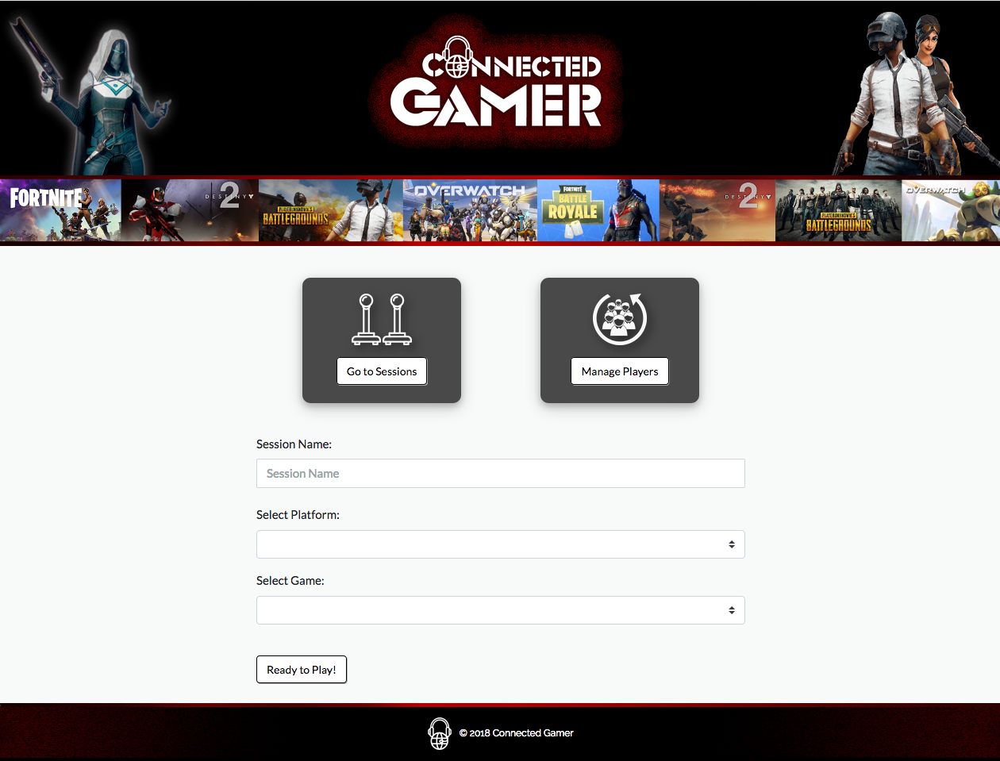 CONNECTED
GAMER
FORTNITE
DESTINY 2
PLAYERUNKNOWN'S
BATTLEGROUNDS
OVERWATCH
FORTNITE
BATTLE
ROYALE
DESTINY 2
PLAYERUNKNOWN'S
BATTLEGROUNDS
OVERWATCH
Go to Sessions
Manage Players
Session Name:
Session Name
Select Platform:
Select Game:
Ready to Play!
© 2018 Connected Gamer